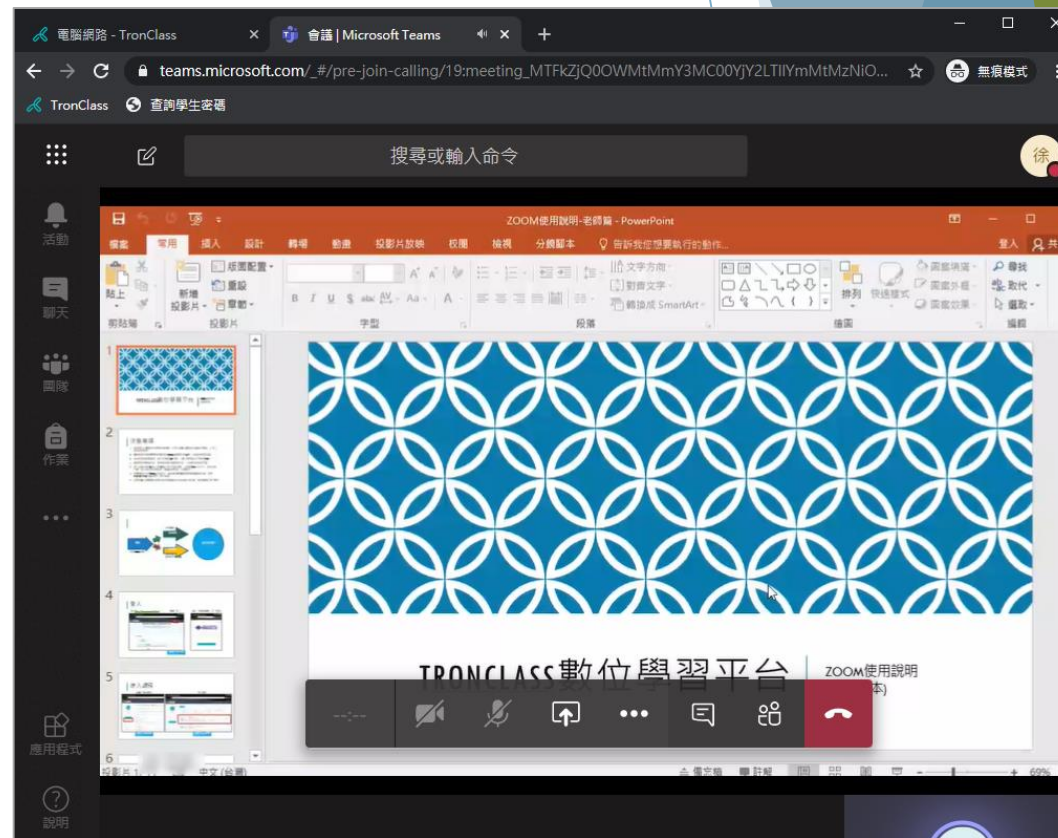 電腦網路 - TronClass
會議 | Microsoft Teams
teams.microsoft.com/_#/pre-join-calling/19:meeting_MTFkZjQ0OWMtMmY3MC00YjY2LTllYmMtMzNiO...
無痕模式
TronClass
查詢學生密碼
搜尋或輸入命令
徐
活動
聊天
團隊
作業
應用程式
說明
ZOOM使用說明-老師篇 - PowerPoint
檔案 常用 插入 設計 轉場 動畫 投影片放映 校閱 檢視 分鏡腳本 告訴我您想要執行的動作... 登入 共
貼上 新增 投影片 版面配置 重設 章節
B I U S abc AV Aa A
文字方向 對齊文字 轉換成 SmartArt
排列 快速樣式 圖案填滿 圖案外框 圖案效果
尋找 取代 選取
剪貼簿 投影片 字型 段落 繪圖 編輯
1
2
3
4
5
6
TRONCLASS數位學習平台
ZOOM使用說明
本)
--:--
中文(台灣)
備忘稿 註解 69%